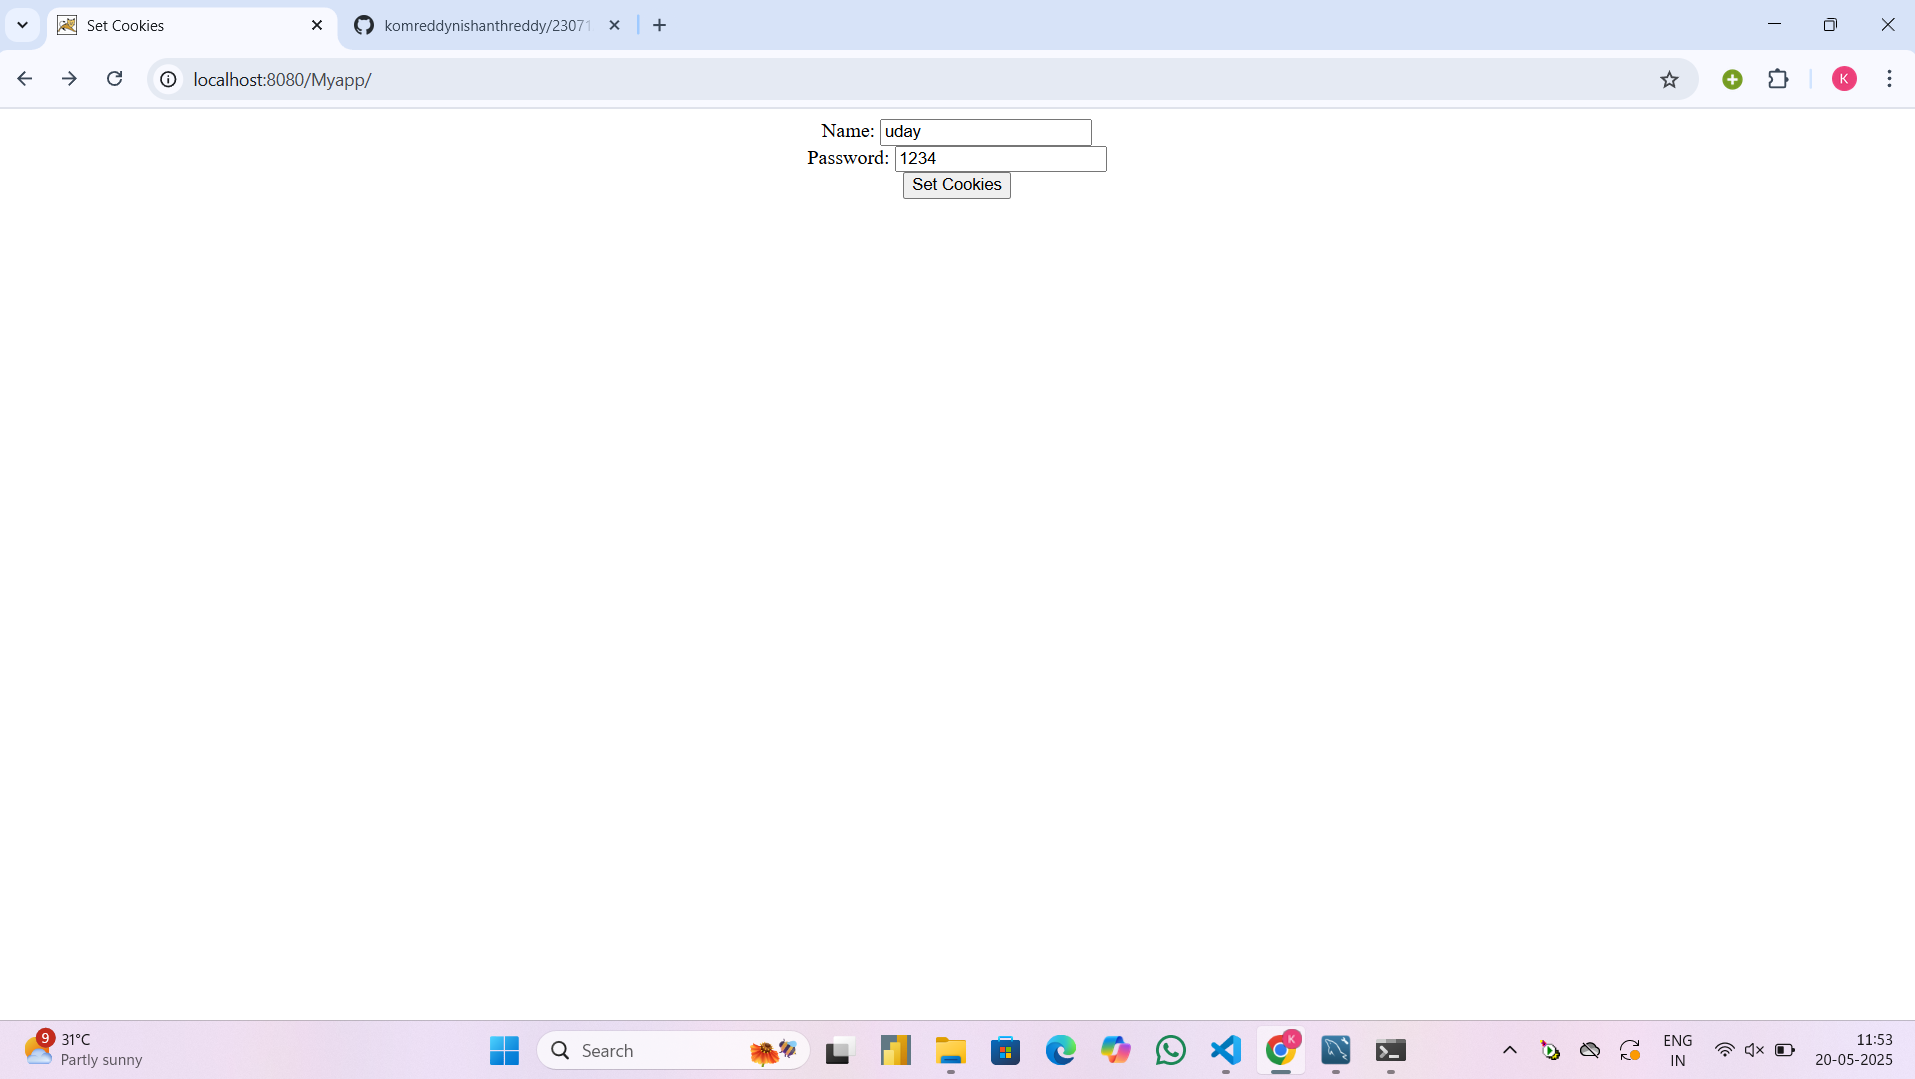 Set Cookies
komreddynishanthreddy/23071
localhost:8080/Myapp/
K
Name: uday
Password: 1234
Set Cookies
9
31°C
Partly sunny
Search
K
ENG
IN
11:53
20-05-2025